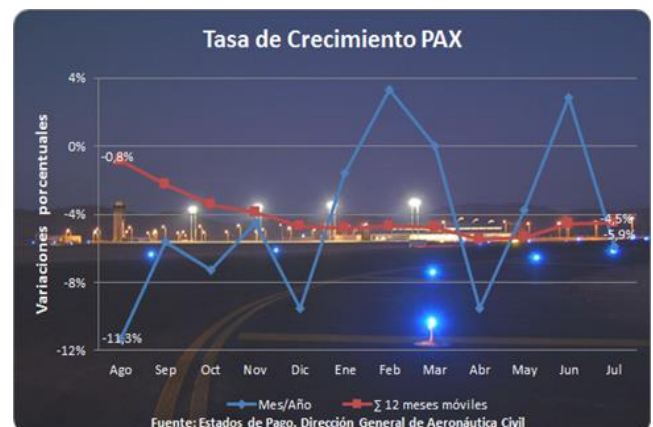 Tasa de Crecimiento PAX
Variaciones porcentuales
4%
0%
-4%
-8%
-12%
-0,8%
-11,3%
-4,5%
-5,9%
Ago Sep Oct Nov Dic Ene Feb Mar Abr May Jun Jul
Mes/Año ∑ 12 meses móviles
Fuente: Estados de Pago, Dirección General de Aeronáutica Civil